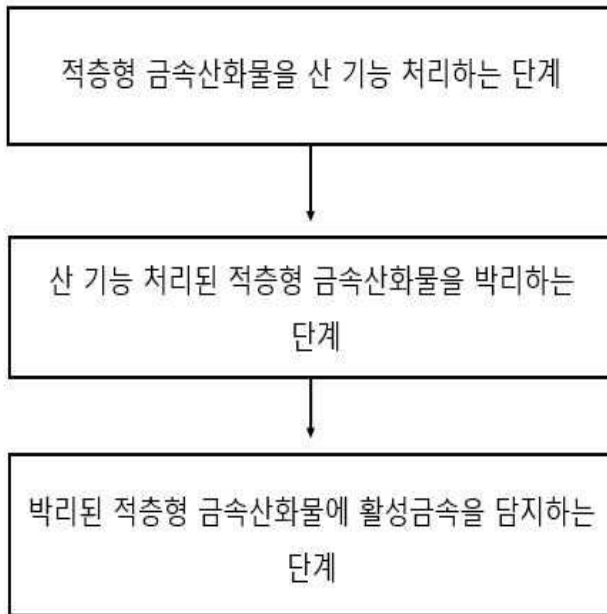 적층형 금속산화물을 산 기능 처리하는 단계
산 기능 처리된 적층형 금속산화물을 박리하는
단계
박리된 적층형 금속산화물에 활성금속을 담지하는
단계